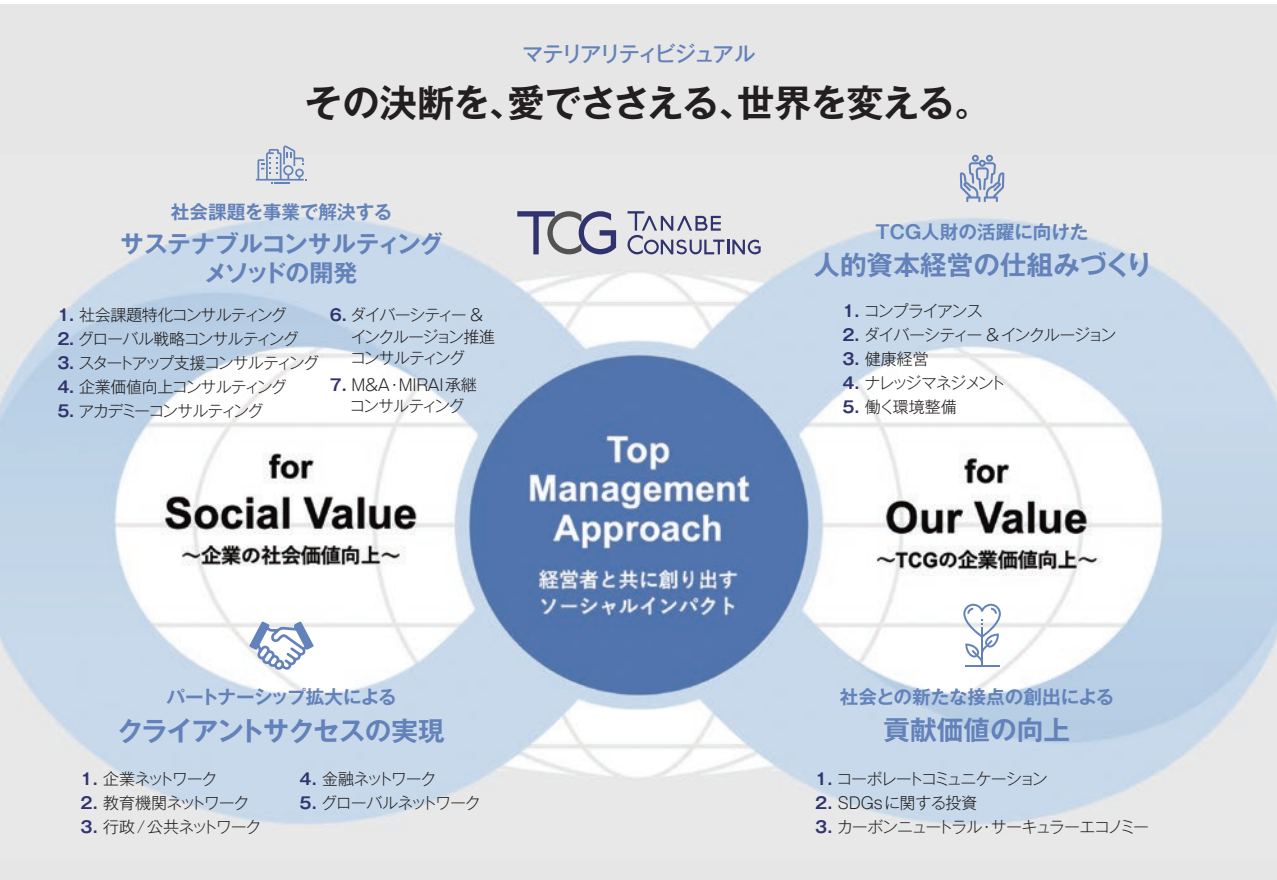 マテリアリティビジュアル
その決断を、愛でささえる、世界を変える。
社会課題を事業で解決する
サステナブルコンサルティング
メソッドの開発
1. 社会課題特化コンサルティング
2. グローバル戦略コンサルティング
3. スタートアップ支援コンサルティング
4. 企業価値向上コンサルティング
5. アカデミーコンサルティング
6. ダイバーシティー &
インクルージョン推進
コンサルティング
7. M&A・MIRAI承継
コンサルティング
TCG TANABE
CONSULTING
TCG人財の活躍に向けた
人的資本経営の仕組みづくり
1. コンプライアンス
2. ダイバーシティー & インクルージョン
3. 健康経営
4. ナレッジマネジメント
5. 働く環境整備
for
Social Value
～企業の社会価値向上～
Top
Management
Approach
経営者と共に創り出す
ソーシャルインパクト
for
Our Value
～TCGの企業価値向上～
パートナーシップ拡大による
クライアントサクセスの実現
1. 企業ネットワーク
2. 教育機関ネットワーク
3. 行政/公共ネットワーク
4. 金融ネットワーク
5. グローバルネットワーク
社会との新たな接点の創出による
貢献価値の向上
1. コーポレートコミュニケーション
2. SDGsに関する投資
3. カーボンニュートラル・サーキュラーエコノミー